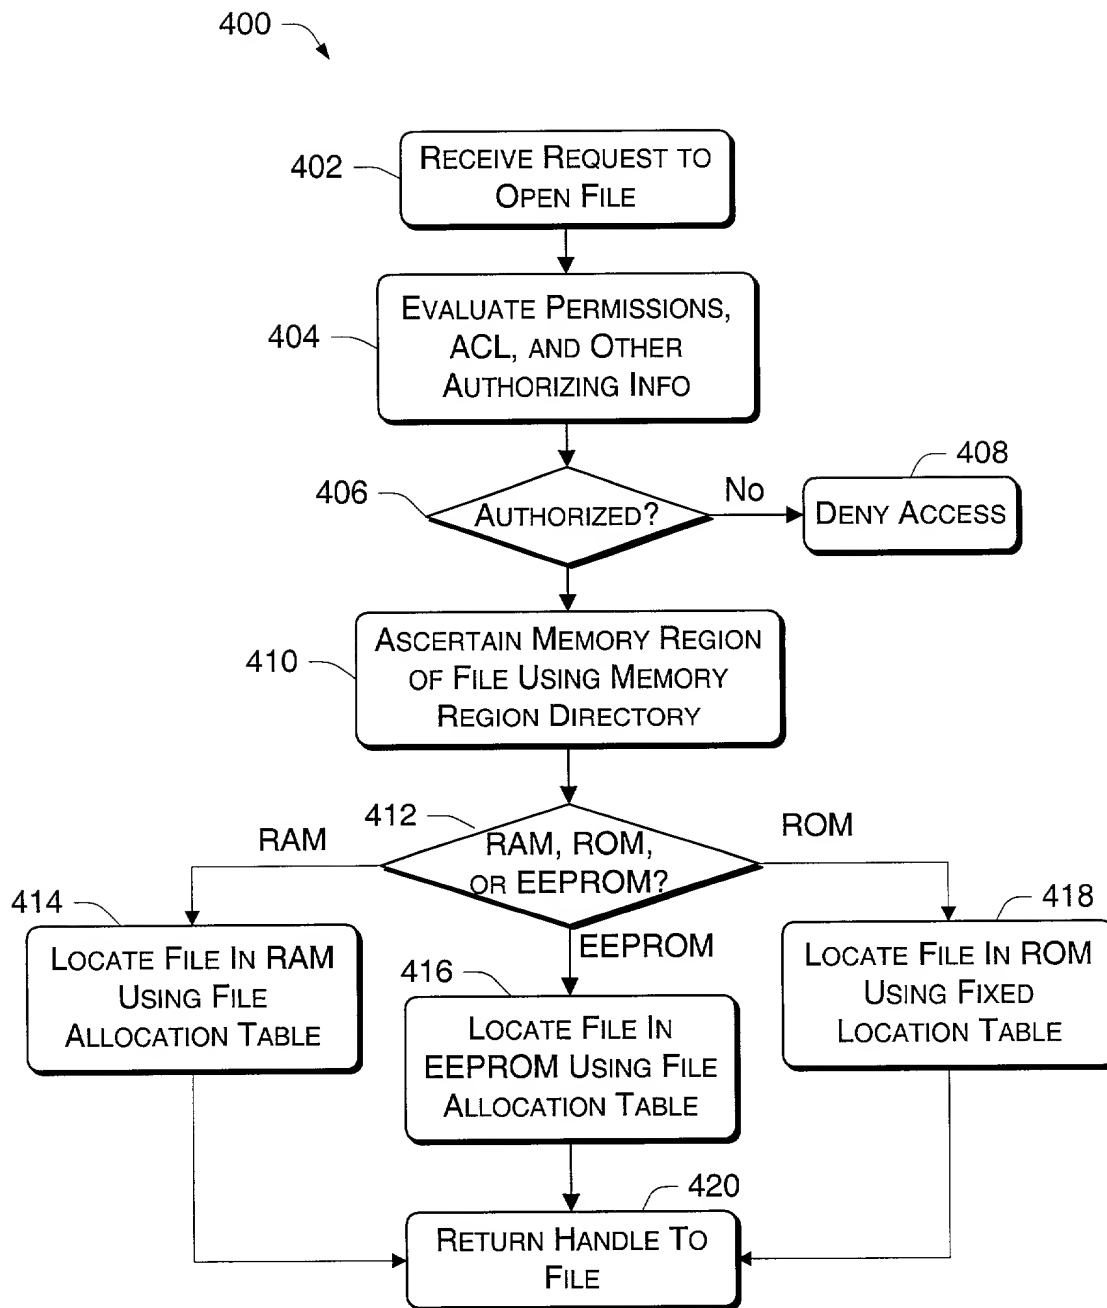 400
402
RECEIVE REQUEST TO
OPEN FILE
404
EVALUATE PERMISSIONS,
ACL, AND OTHER
AUTHORIZING INFO
406
AUTHORIZED?
No
408
DENY ACCESS
410
ASCERTAIN MEMORY REGION
OF FILE USING MEMORY
REGION DIRECTORY
412
RAM, ROM,
OR EEPROM?
RAM
ROM
EEPROM
414
LOCATE FILE IN RAM
USING FILE
ALLOCATION TABLE
416
LOCATE FILE IN
EEPROM USING FILE
ALLOCATION TABLE
418
LOCATE FILE IN ROM
USING FIXED
LOCATION TABLE
420
RETURN HANDLE TO
FILE